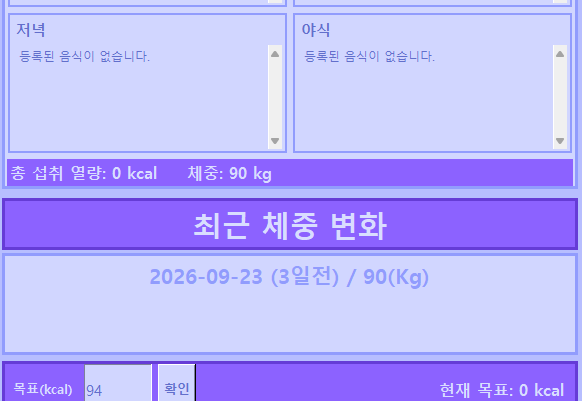 저녁
등록된 음식이 없습니다.
야식
등록된 음식이 없습니다.
총 섭취 열량: 0 kcal 체중: 90 kg
최근 체중 변화
2026-09-23 (3일전) / 90(Kg)
목표(kcal) 94 확인 현재 목표: 0 kcal